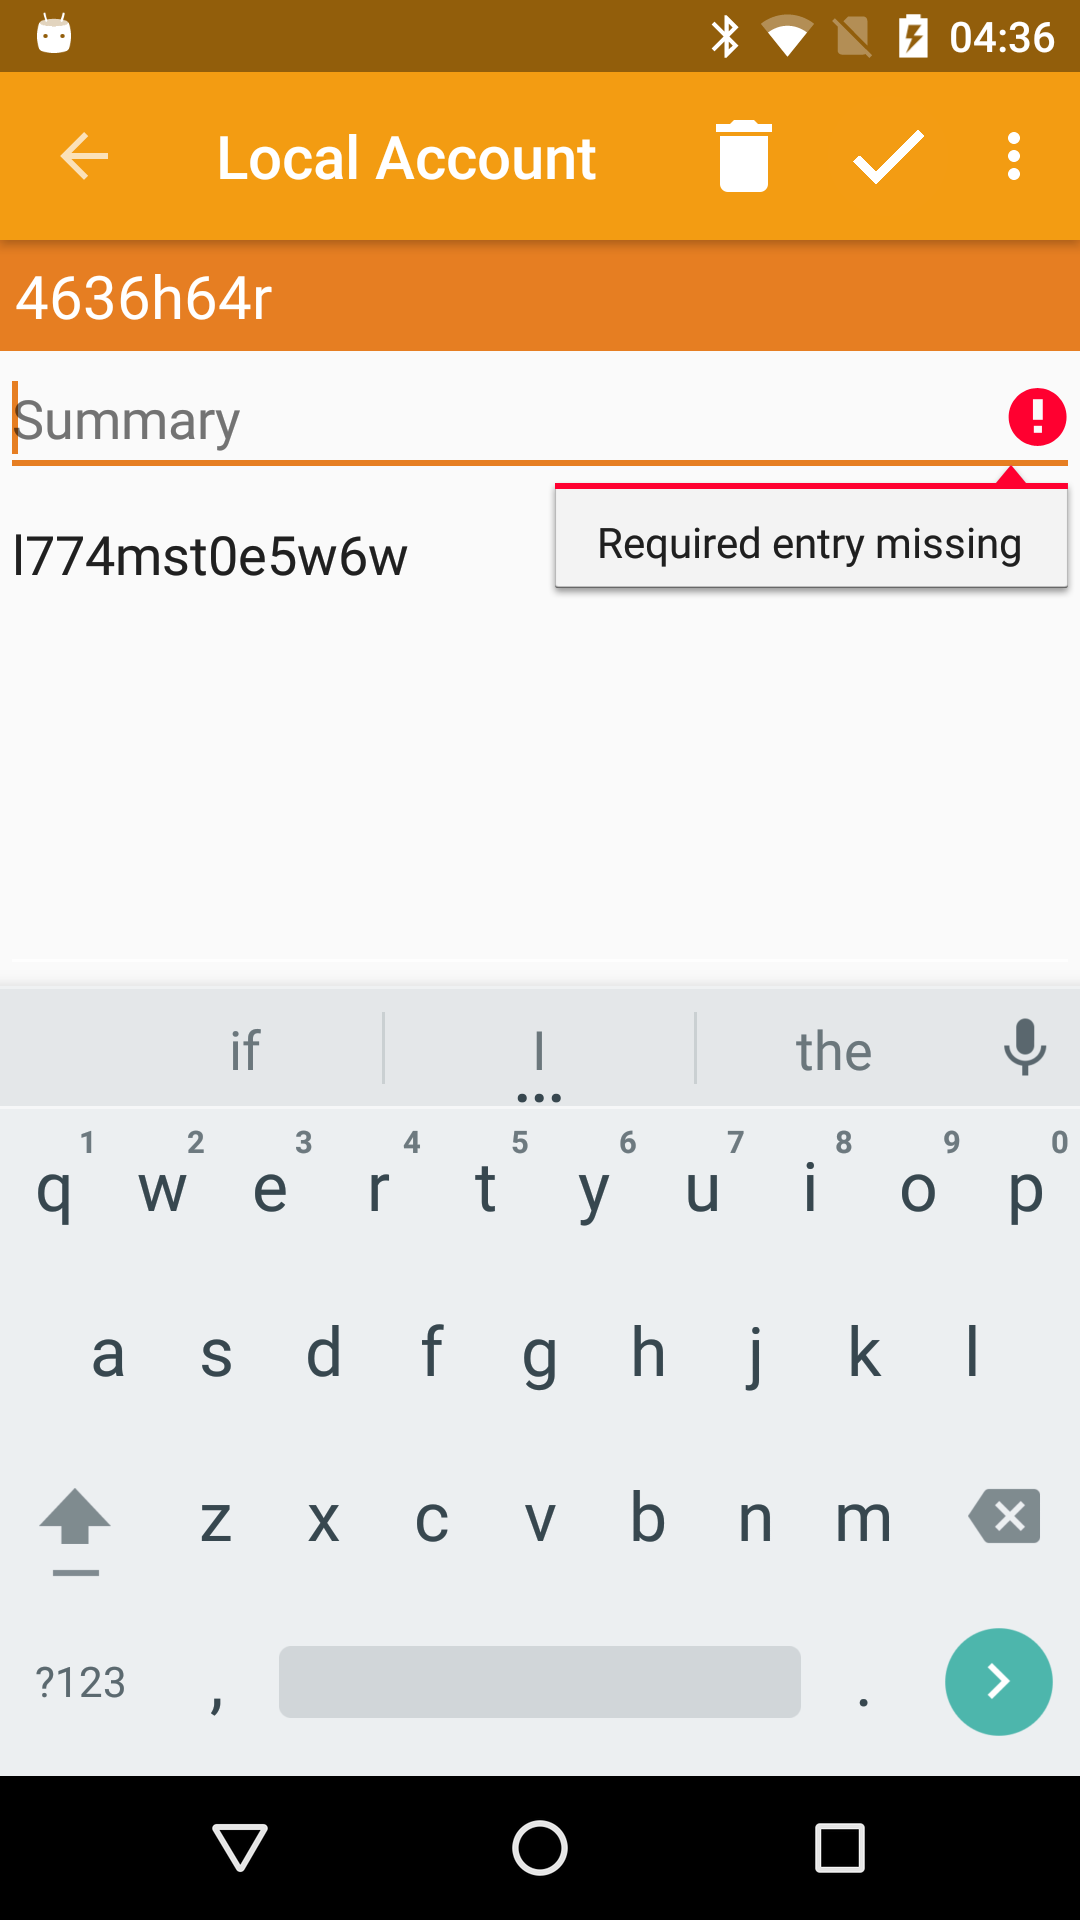 04:36
Local Account
4636h64r
Summary
Required entry missing
l774mst0e5w6w
if I the
1 2 3 4 5 6 7 8 9 0
q w e r t y u i o p
a s d f g h j k l
z x c v b n m
?123 , .